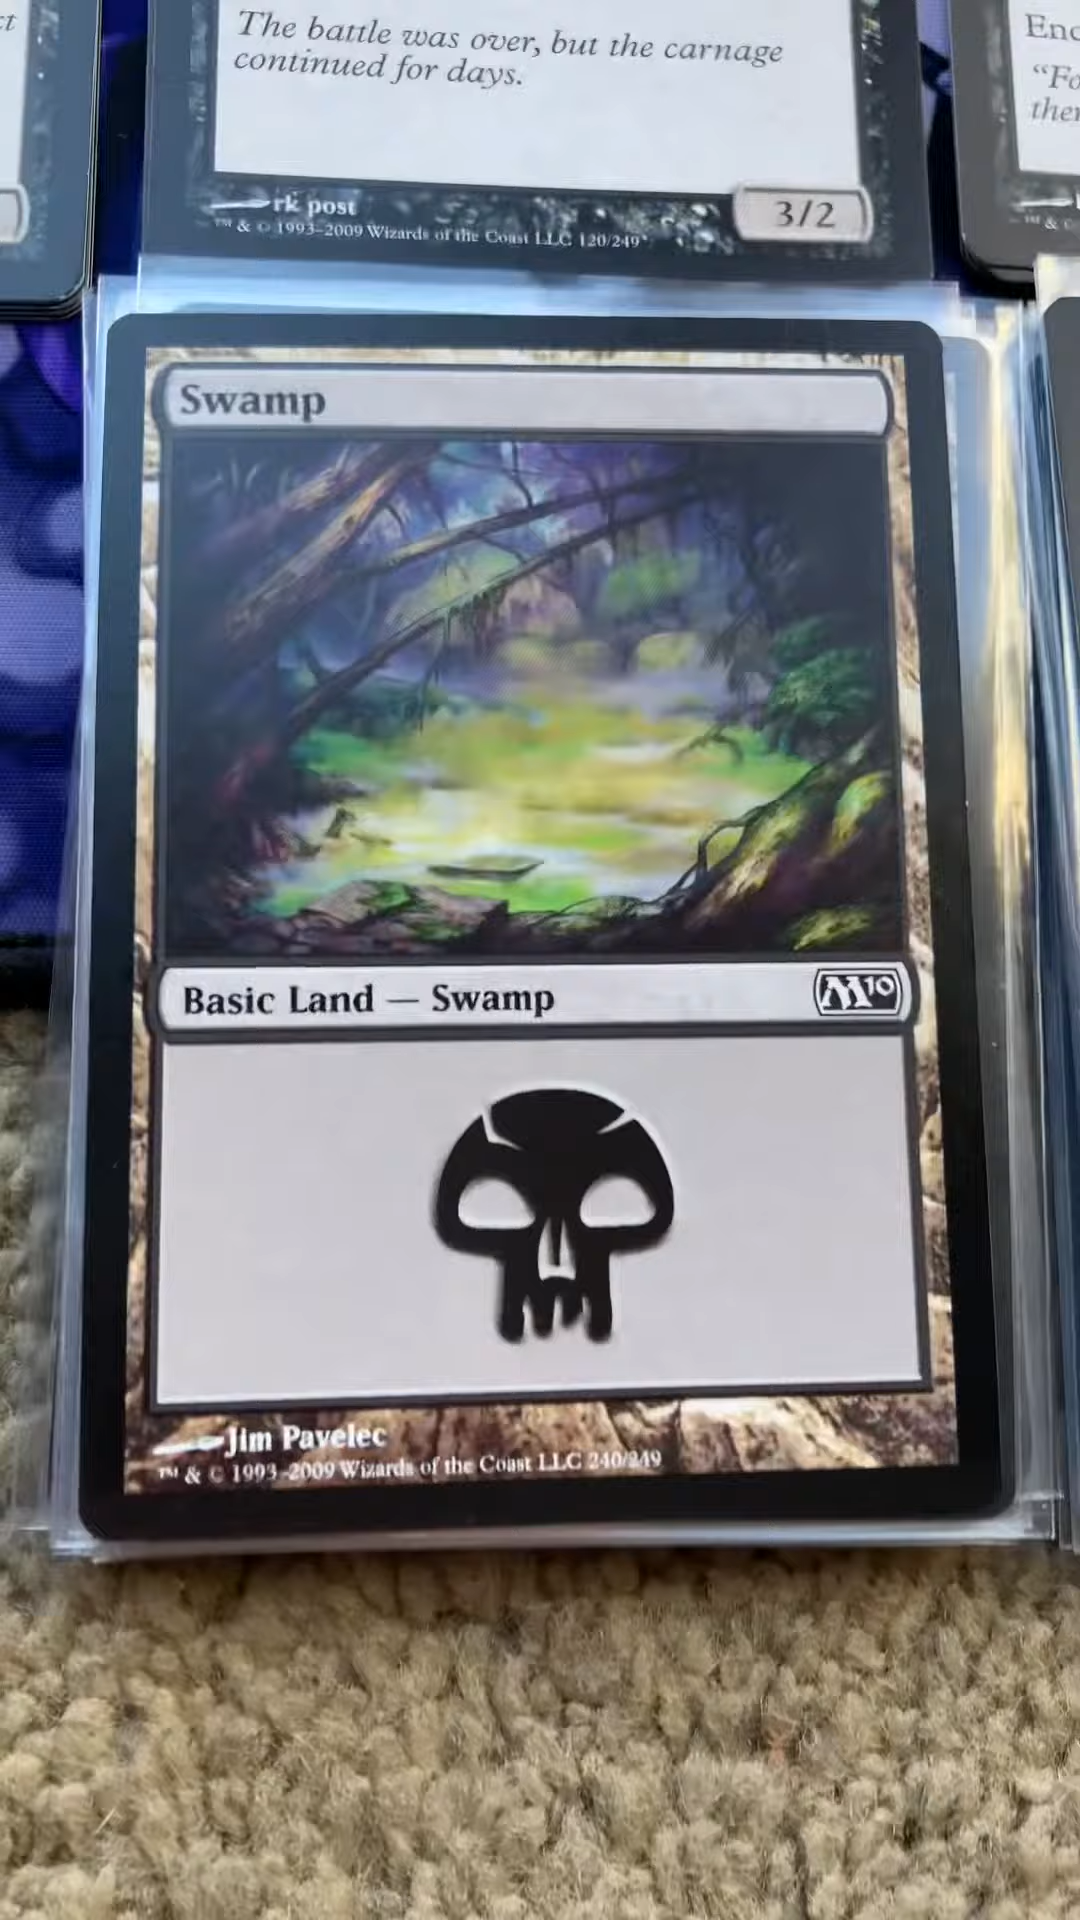 The battle was over, but the carnage
continued for days.
rk post
™ & © 1993–2009 Wizards of the Coast LLC 120/249
3/2
“Fo
Swamp
Basic Land — Swamp
M10
Jim Pavelec
™ & © 1993–2009 Wizards of the Coast LLC 240/249